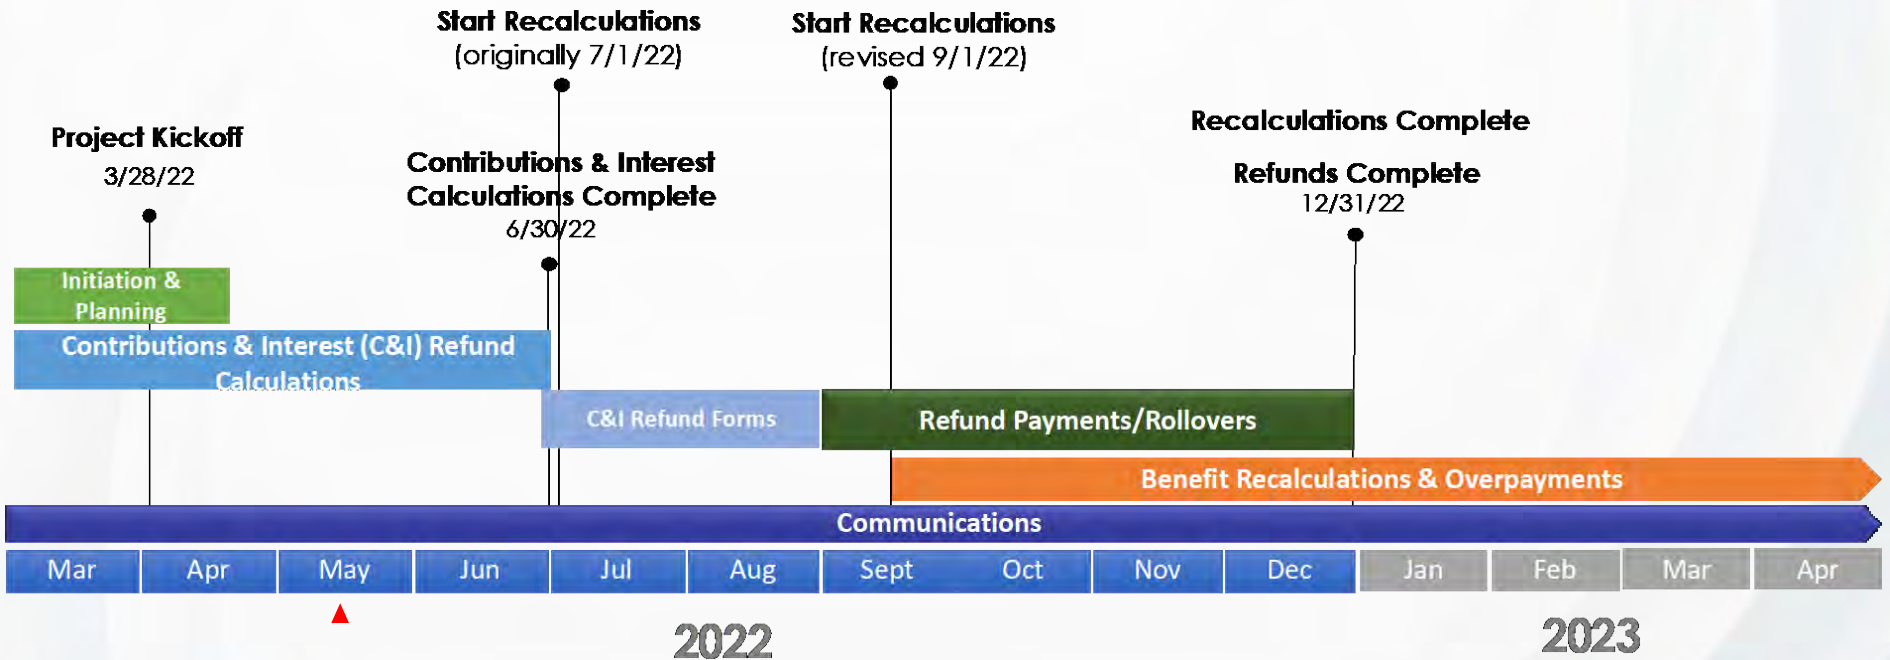 Start Recalculations
(originally 7/1/22)
Start Recalculations
(revised 9/1/22)
Project Kickoff
3/28/22
Contributions & Interest
Calculations Complete
6/30/22
Recalculations Complete
Refunds Complete
12/31/22
Initiation &
Planning
Contributions & Interest (C&I) Refund
Calculations
C&I Refund Forms
Refund Payments/Rollovers
Benefit Recalculations & Overpayments
Communications
Mar Apr May Jun Jul Aug Sept Oct Nov Dec Jan Feb Mar Apr
2022
2023